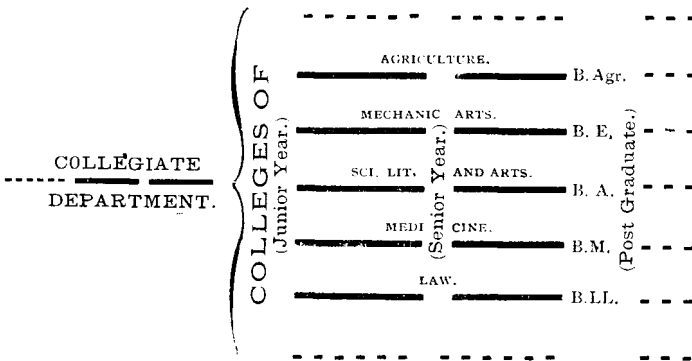 COLLEGIATE
DEPARTMENT.
COLLEGES OF
(Junior Year.)
AGRICULTURE.
B. Agr.
MECHANIC ARTS.
B. E.
SCI. LIT. AND ARTS.
B. A.
MEDICINE.
B.M.
LAW.
B.LL.
(Senior Year.)
(Post Graduate.)